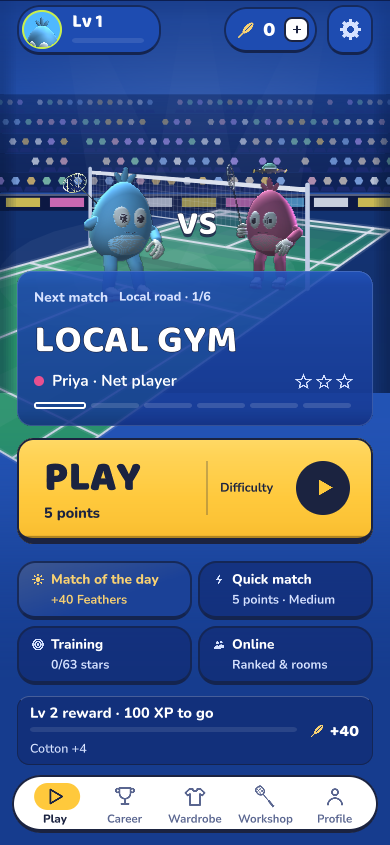 Lv 1
0
+
VS
Next match Local road · 1/6
LOCAL GYM
Priya · Net player
PLAY
5 points
Difficulty
Match of the day
+40 Feathers
Quick match
5 points · Medium
Training
0/63 stars
Online
Ranked & rooms
Lv 2 reward · 100 XP to go
+40
Cotton +4
Play
Career
Wardrobe
Workshop
Profile